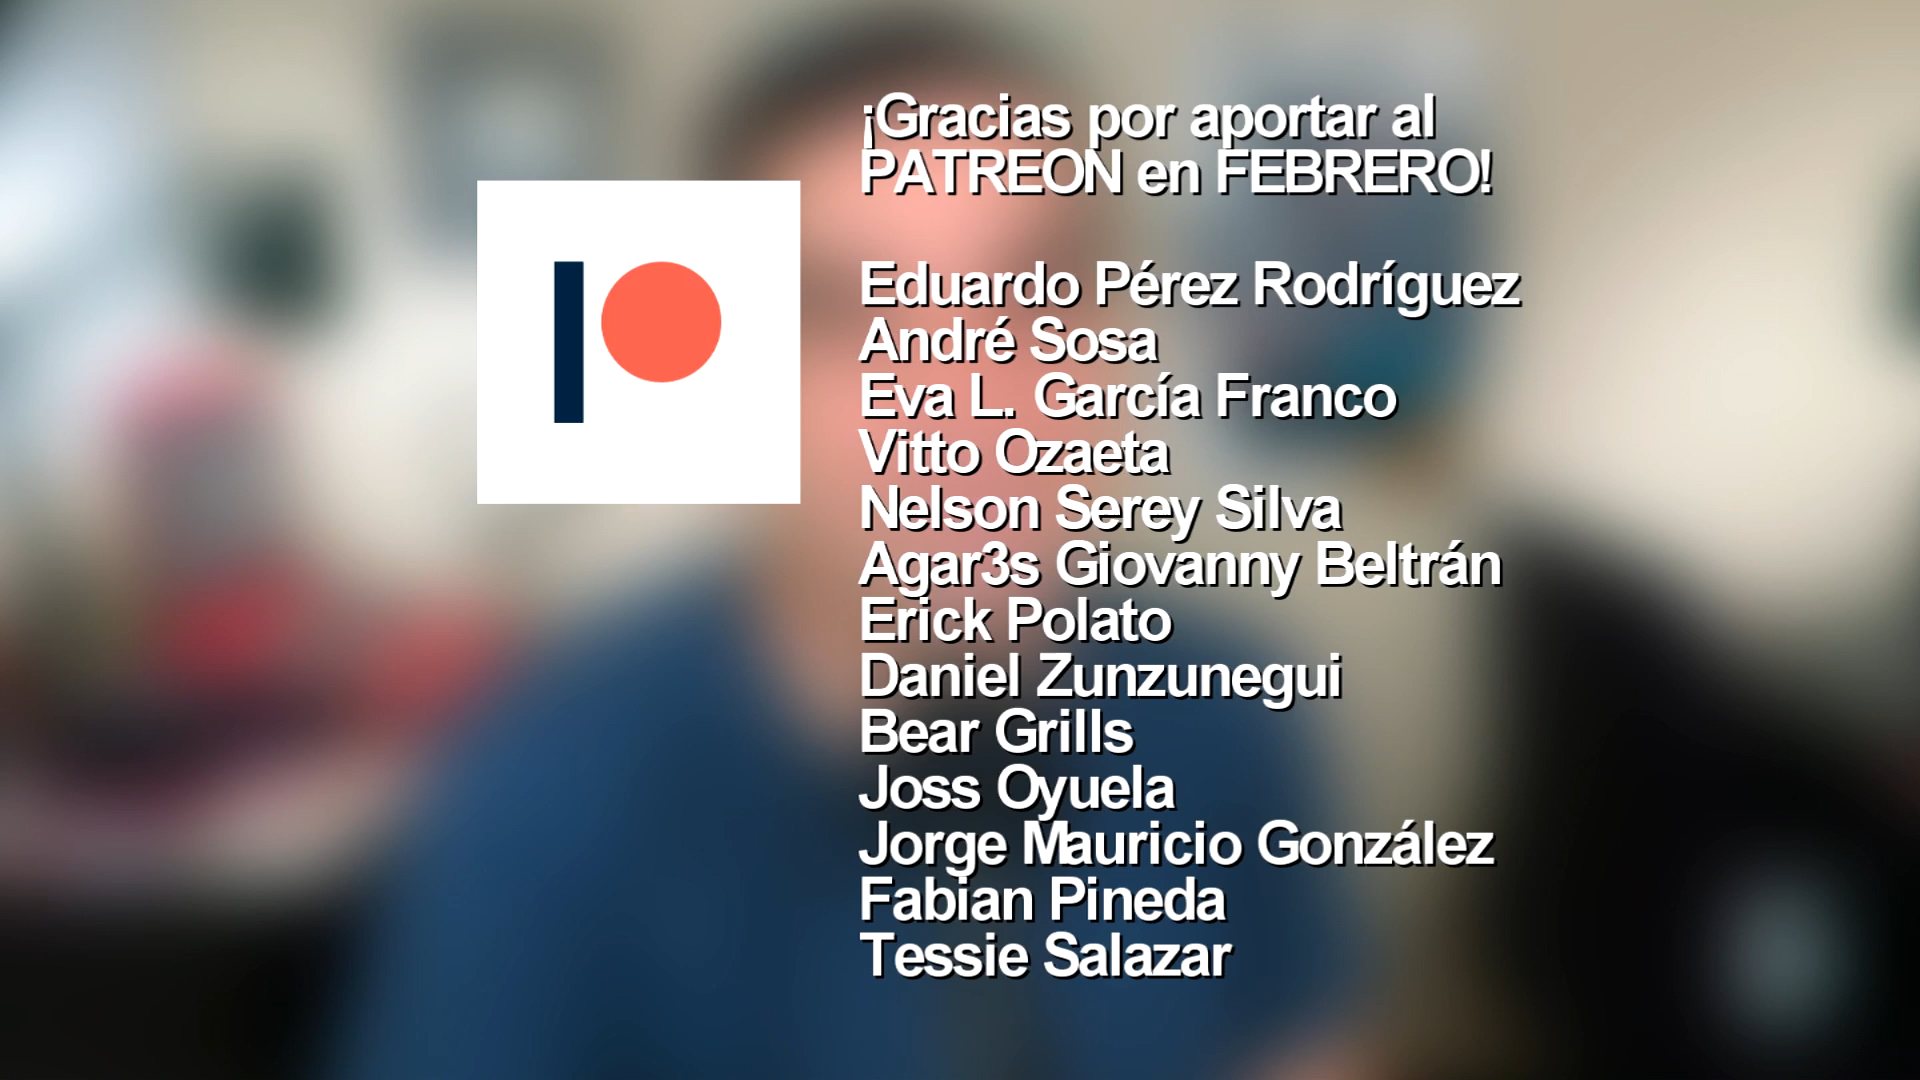 ¡Gracias por aportar al
PATREON en FEBRERO!
Eduardo Pérez Rodríguez
André Sosa
Eva L. García Franco
Vitto Ozaeta
Nelson Serey Silva
Agar3s Giovanny Beltrán
Erick Polato
Daniel Zunzunegui
Bear Grills
Joss Oyuela
Jorge Mauricio González
Fabian Pineda
Tessie Salazar